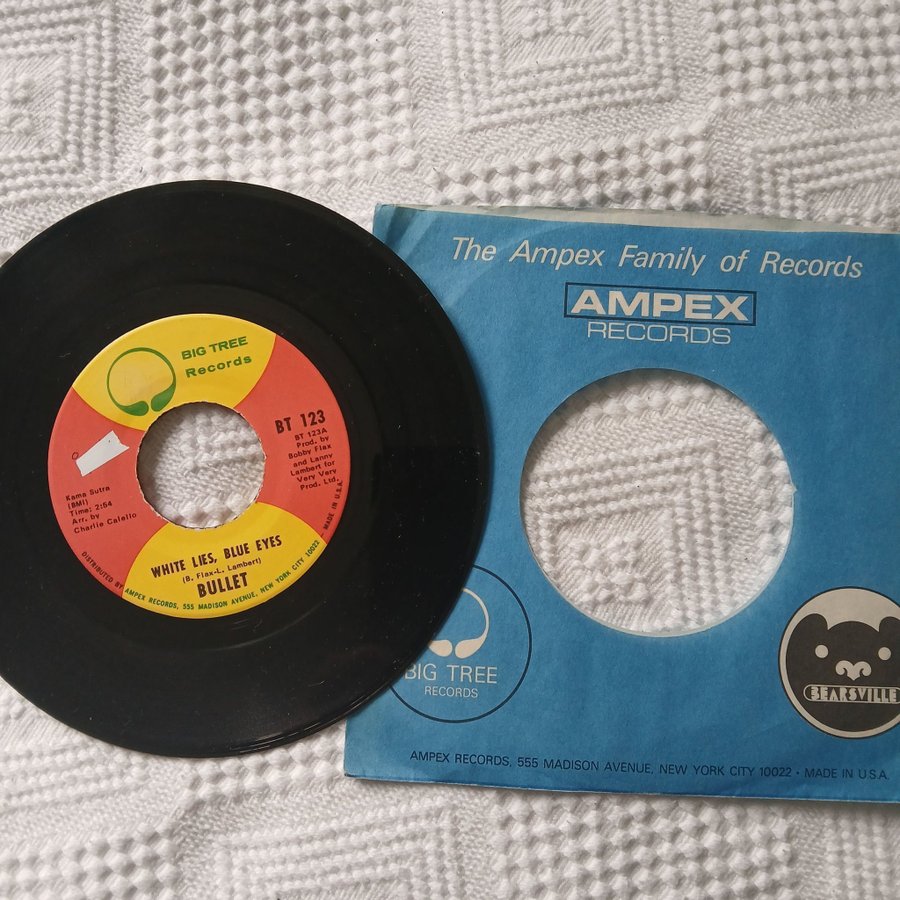 BIG TREE
Records
BT 123
BT 123A
Prod. by
Bobby Flax
and Lanny
Lambert for
Very Very
Prod. Ltd.
Kama Sutra
(BMI)
Time: 2:54
Arr. by
Charlie Calello
WHITE LIES, BLUE EYES
(B. Flax-L. Lambert)
BULLET
DISTRIBUTED BY AMPEX RECORDS, 555 MADISON AVENUE, NEW YORK CITY 10022 - MADE IN U.S.A.
The Ampex Family of Records
AMPEX
RECORDS
BIG TREE
RECORDS
BEARSVILLE
AMPEX RECORDS, 555 MADISON AVENUE, NEW YORK CITY 10022 • MADE IN U.S.A.